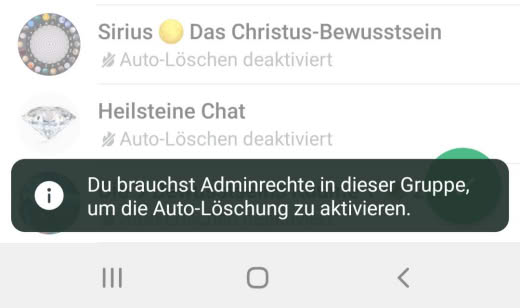 Sirius 🟡 Das Christus-Bewusstsein
Auto-Löschen deaktiviert
Heilsteine Chat
Auto-Löschen deaktiviert
Du brauchst Adminrechte in dieser Gruppe,
um die Auto-Löschung zu aktivieren.